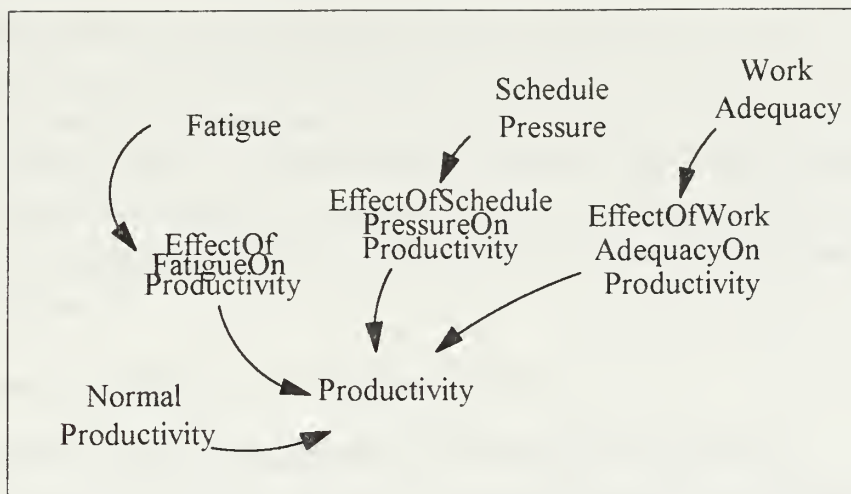 Fatigue
Schedule
Pressure
Work
Adequacy
EffectOf
FatigueOn
Productivity
EffectOfSchedule
PressureOn
Productivity
EffectOfWork
AdequacyOn
Productivity
Normal
Productivity
Productivity